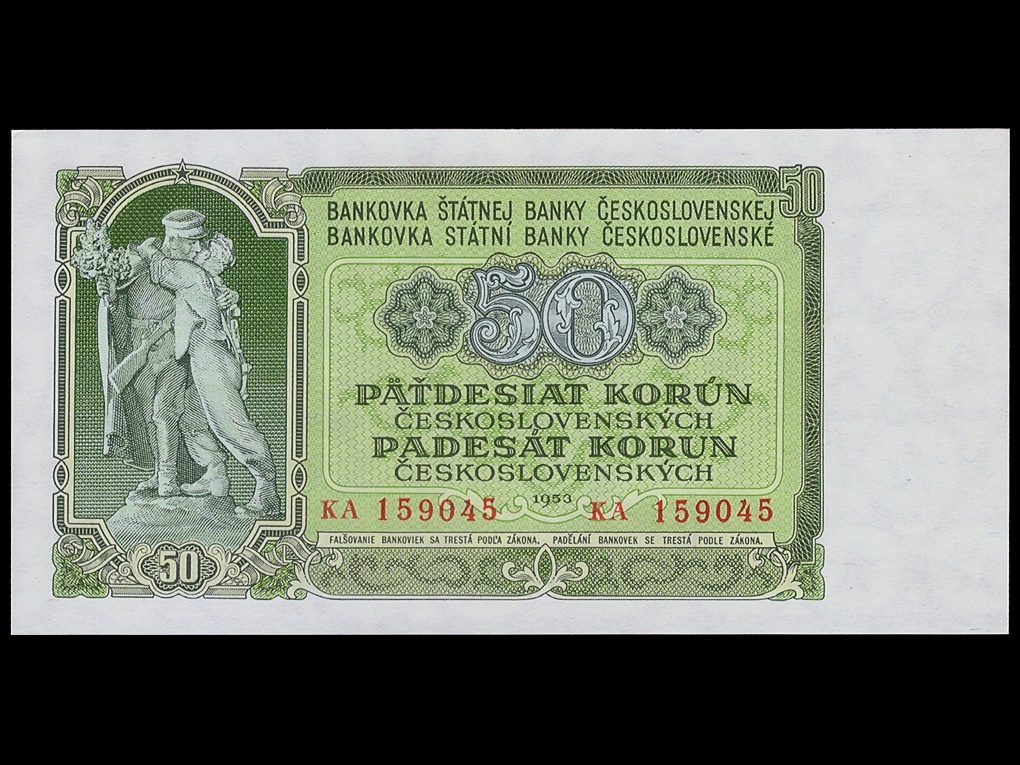 50
BANKOVKA ŠTÁTNEJ BANKY ČESKOSLOVENSKEJ
BANKOVKA STÁTNÍ BANKY ČESKOSLOVENSKÉ
50
PÄŤDESIAT KORÚN
ČESKOSLOVENSKÝCH
PADESÁT KORUN
ČESKOSLOVENSKÝCH
1953
KA 159045 KA 159045
FALŠOVANIE BANKOVIEK SA TRESTÁ PODĽA ZÁKONA. PADĚLÁNÍ BANKOVEK SE TRESTÁ PODLE ZÁKONA.
50